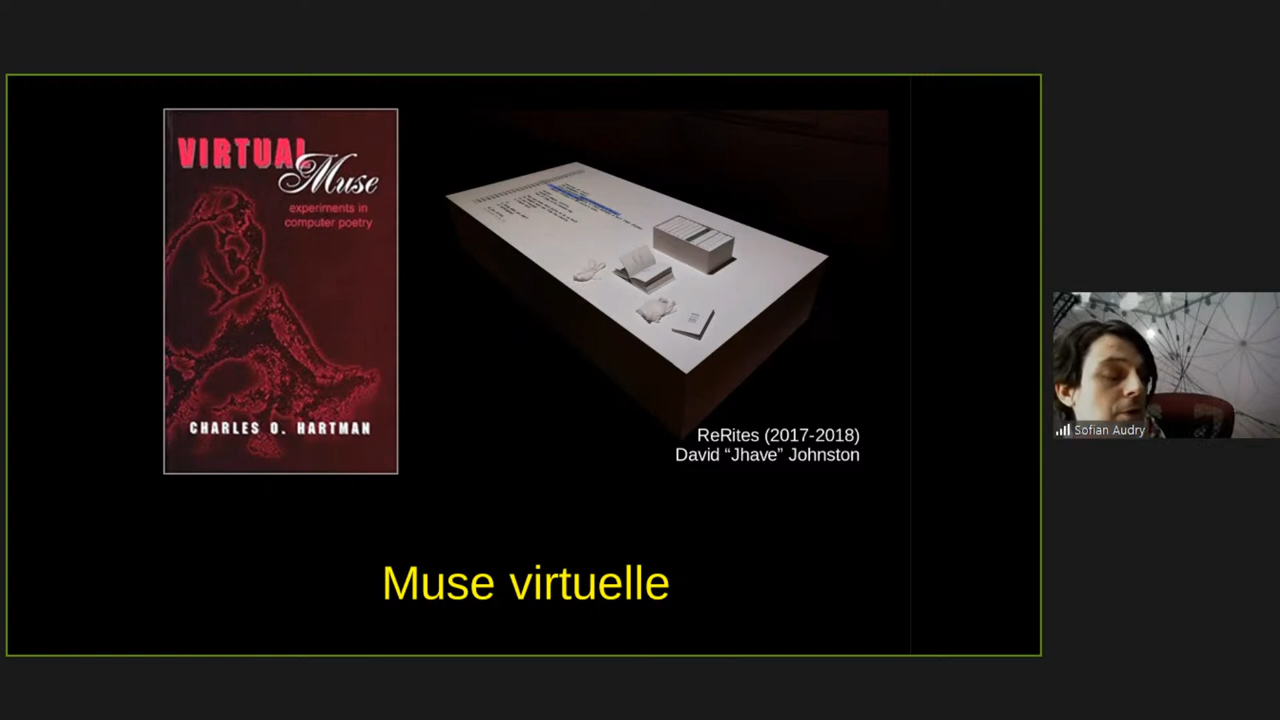 VIRTUAL
Muse
experiments in
computer poetry
CHARLES O. HARTMAN
ReRites (2017-2018)
David “Jhave” Johnston
Muse virtuelle
Sofian Audry